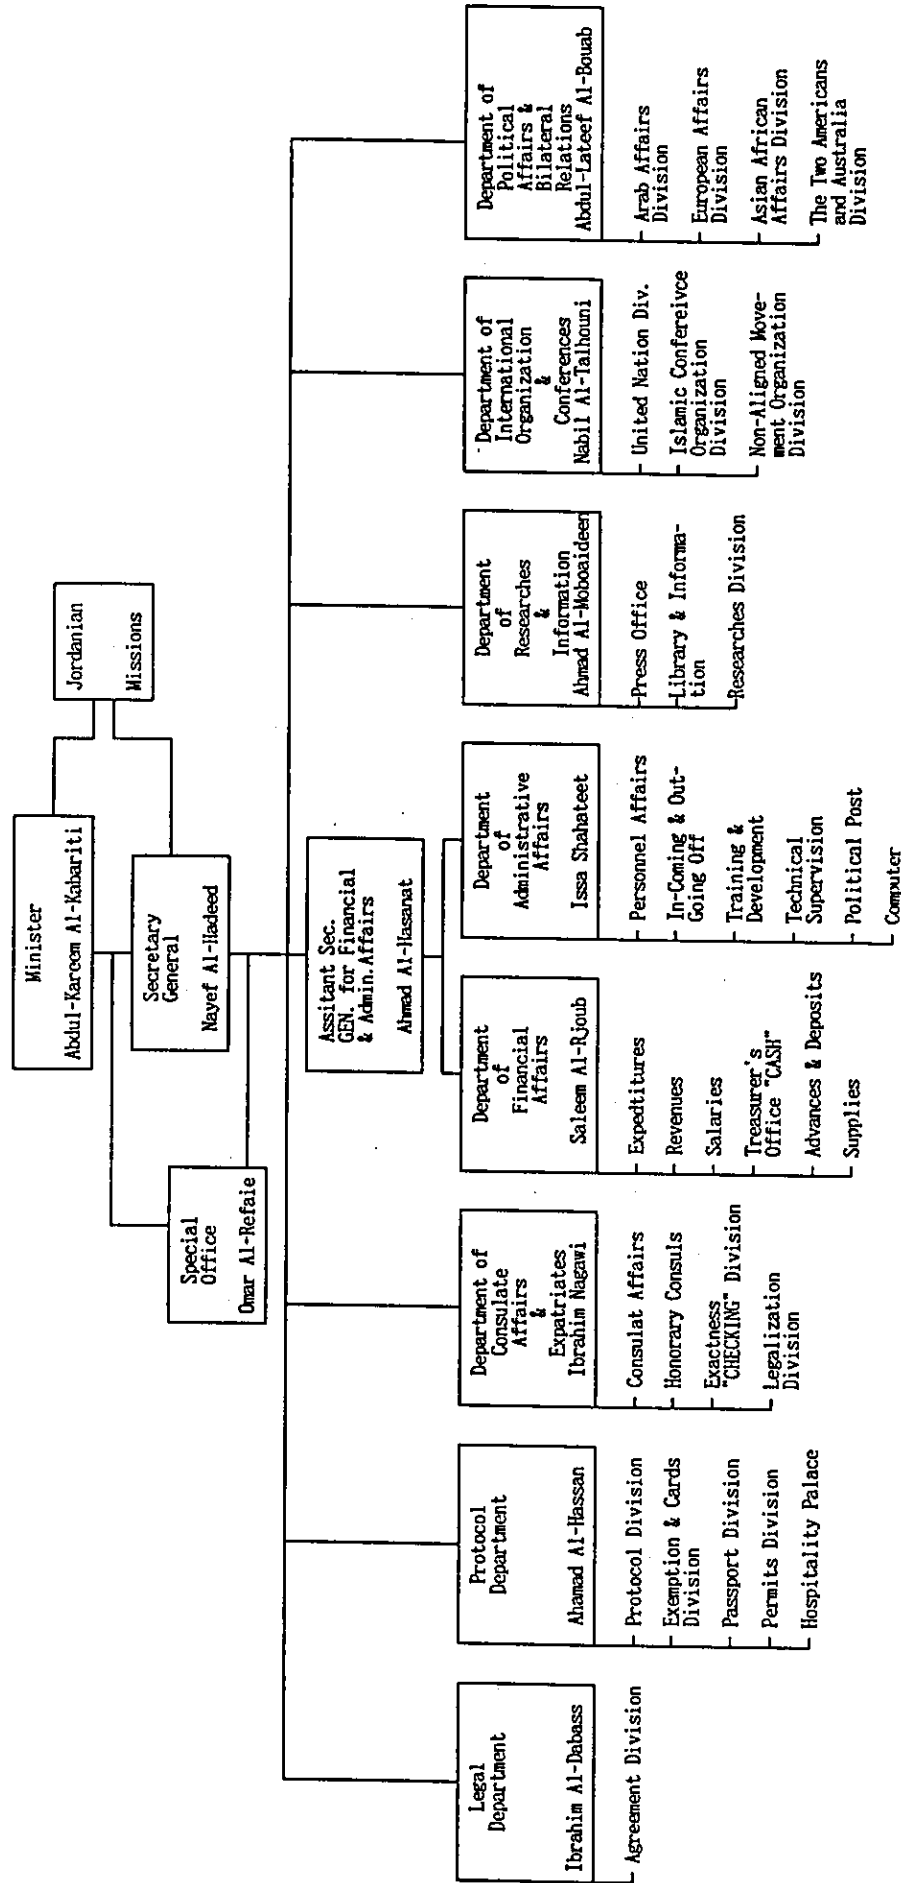 Minister
Abdul-Kareem Al-Kabariti
Jordanian
Missions
Secretary
General
Nayef Al-Hadeed
Special
Office
Omar Al-Refaie
Assitant Sec.
GEN. for Financial
& Admin.Affairs
Ahmad Al-Hasanat
Legal
Department
Ibrahim Al-Dabass
Agreement Division
Protocol
Department
Ahamad Al-Hassan
Protocol Division
Exemption & Cards
Division
Passport Division
Permits Division
Hospitality Palace
Department of
Consulate
Affairs
&
Expatriates
Ibrahim Nagawi
Consulat Affairs
Honorary Consuls
Exactness
"CHECKING" Division
Legalization
Division
Department
of
Financial
Affairs
Saleem Al-Rjoub
Expeditures
Revenues
Salaries
Treasurer's
Office "CASH"
Advances & Deposits
Supplies
Department
of
Administrative
Affairs
Issa Shahateet
Personnel Affairs
In-Coming & Out-
Going Off
Training &
Development
Technical
Supervision
Political Post
Computer
Department
of
Researches
&
Information
Ahmad Al-Moboaideen
Press Office
Library & Informa-
tion
Researches Division
Department of
International
Organization
&
Conferences
Nabil Al-Talhouni
United Nation Div.
Islamic Confereivce
Organization
Division
Non-Aligned Move-
ment Organization
Division
Department of
Political
Affairs &
Bilateral
Relations
Abdul-Lateef Al-Bouab
Arab Affairs
Division
European Affairs
Division
Asian African
Affairs Division
The Two Americans
and Australia
Division